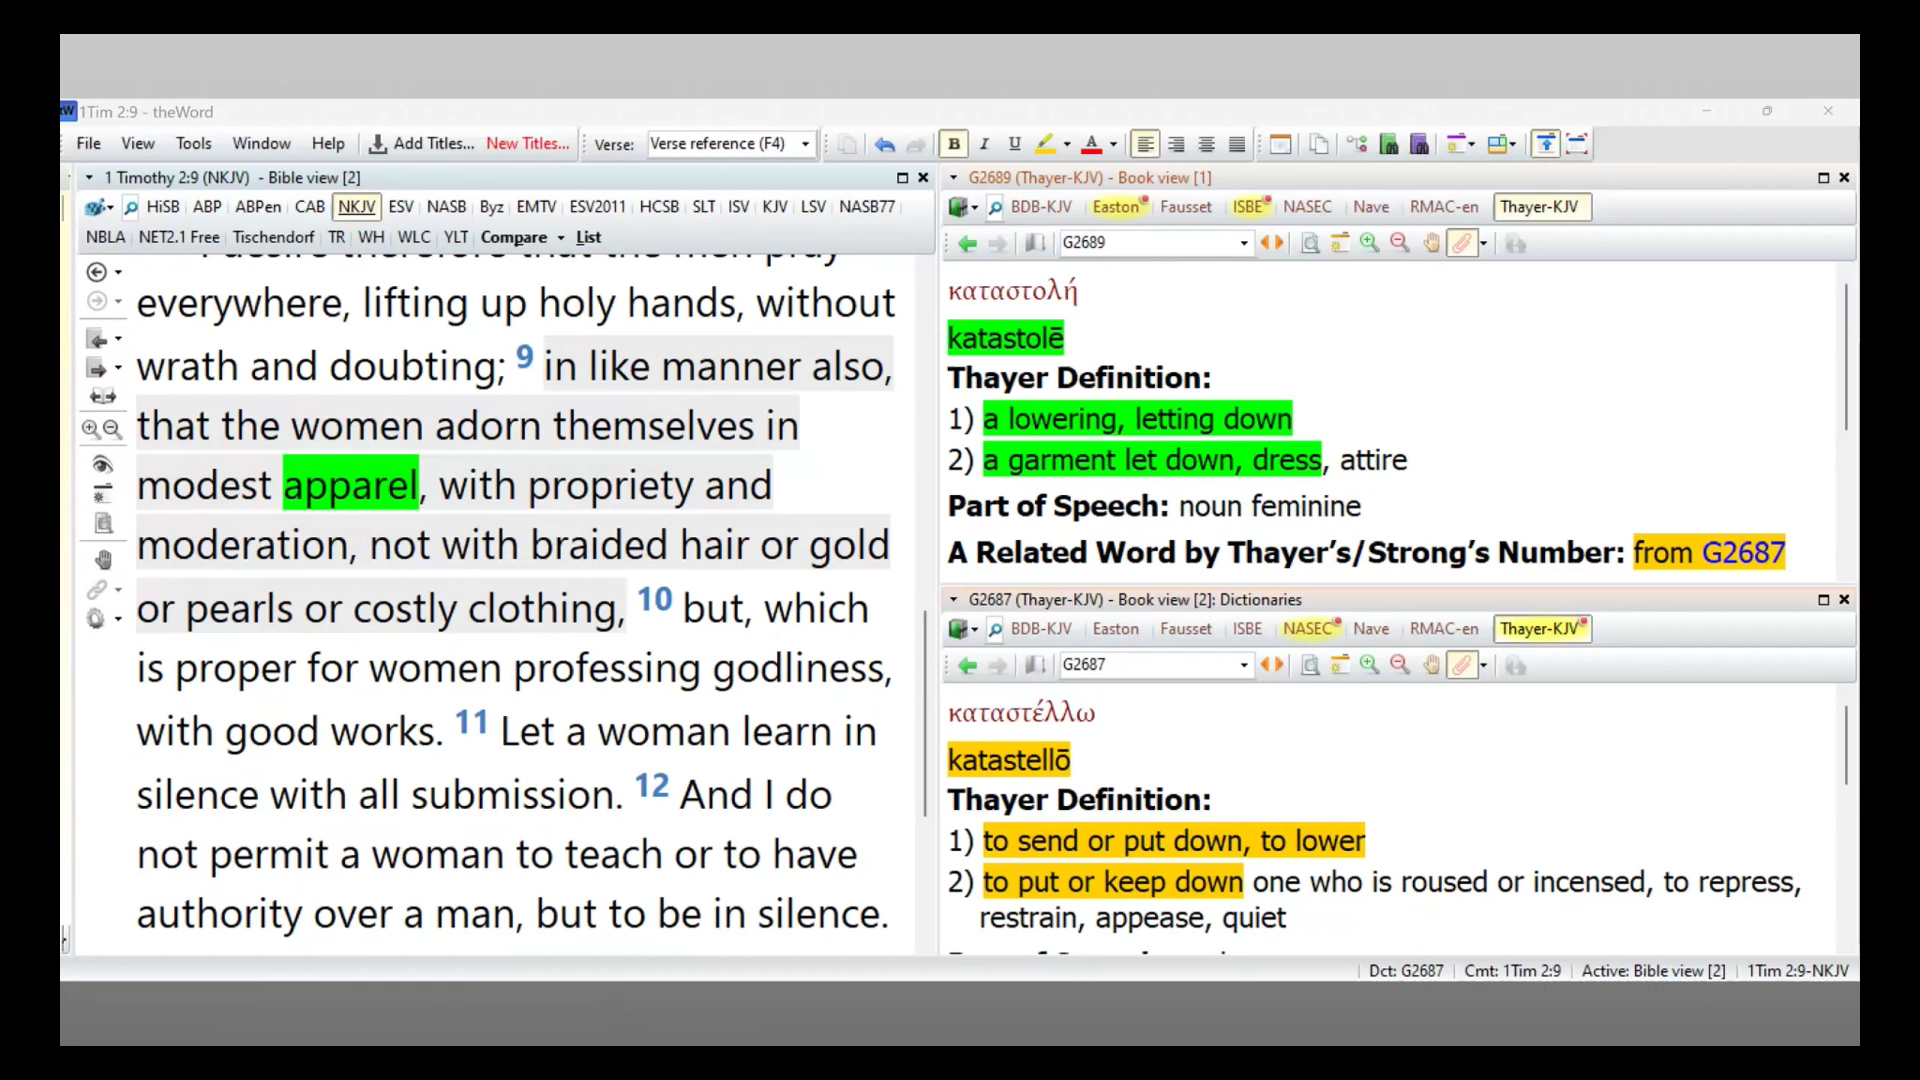 1Tim 2:9 - theWord
File View Tools Window Help Add Titles... New Titles... Verse: Verse reference (F4) B I U A
1 Timothy 2:9 (NKJV) - Bible view [2]
HiSB ABP ABPen CAB NKJV ESV NASB Byz EMTV ESV2011 HCSB SLT ISV KJV LSV NASB77
NBLA NET2.1 Free Tischendorf TR WH WLC YLT Compare List
I desire therefore that the men pray
everywhere, lifting up holy hands, without
wrath and doubting; 9 in like manner also,
that the women adorn themselves in
modest apparel, with propriety and
moderation, not with braided hair or gold
or pearls or costly clothing, 10 but, which
is proper for women professing godliness,
with good works. 11 Let a woman learn in
silence with all submission. 12 And I do
not permit a woman to teach or to have
authority over a man, but to be in silence.
G2689 (Thayer-KJV) - Book view [1]
BDB-KJV Easton Fausset ISBE NASEC Nave RMAC-en Thayer-KJV
G2689
καταστολή
katastolē
Thayer Definition:
1) a lowering, letting down
2) a garment let down, dress, attire
Part of Speech: noun feminine
A Related Word by Thayer’s/Strong’s Number: from G2687
G2687 (Thayer-KJV) - Book view [2]: Dictionaries
BDB-KJV Easton Fausset ISBE NASEC Nave RMAC-en Thayer-KJV
G2687
καταστέλλω
katastellō
Thayer Definition:
1) to send or put down, to lower
2) to put or keep down one who is roused or incensed, to repress,
restrain, appease, quiet
Dct: G2687 Cmt: 1Tim 2:9 Active: Bible view [2] 1Tim 2:9-NKJV